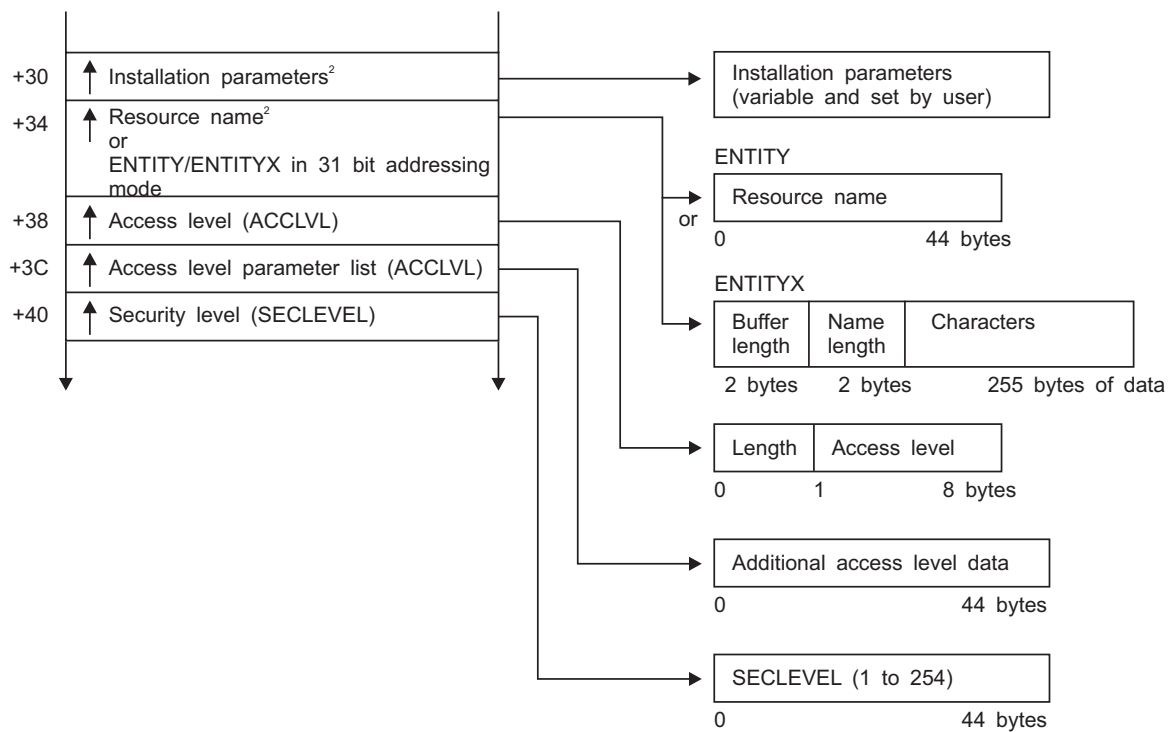 +30
Installation parameters²
+34
Resource name²
or
ENTITY/ENTITYX in 31 bit addressing
mode
+38
Access level (ACCLVL)
+3C
Access level parameter list (ACCLVL)
+40
Security level (SECLEVEL)
Installation parameters
(variable and set by user)
ENTITY
Resource name
or
0 44 bytes
ENTITYX
Buffer
length
Name
length
Characters
2 bytes 2 bytes 255 bytes of data
Length Access level
0 1 8 bytes
Additional access level data
0 44 bytes
SECLEVEL (1 to 254)
0 44 bytes